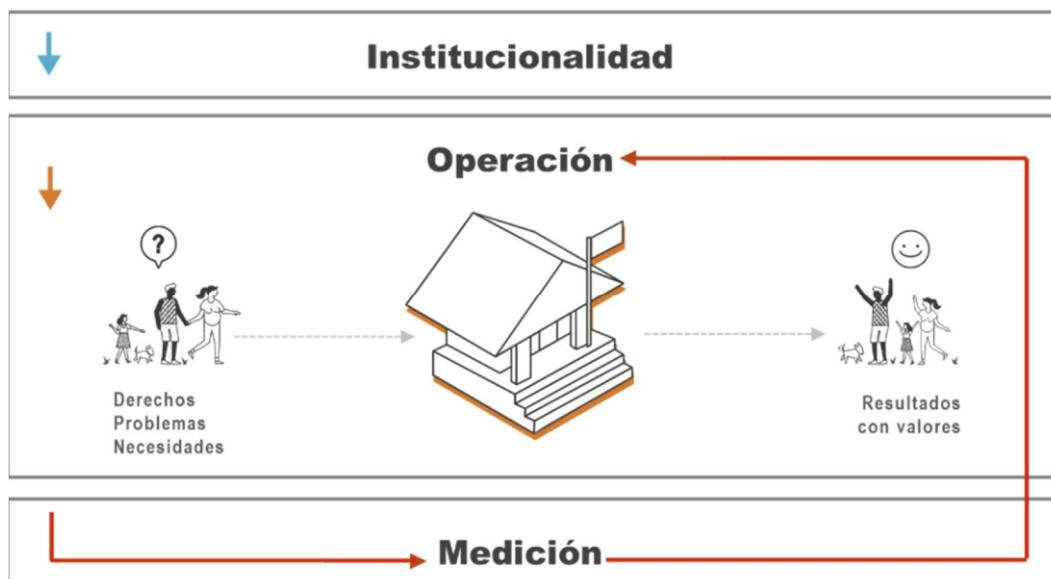 Institucionalidad
Operación
?
Derechos
Problemas
Necesidades
Resultados
con valores
Medición